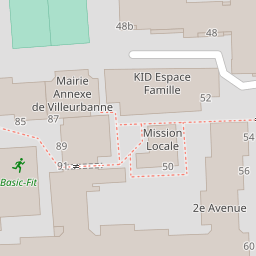 48b
48
KID Espace
Famille
Mairie
Annexe
de Villeurbanne
52
85
87
Mission
Locale
89
91
50
54
56
Basic-Fit
2e Avenue
60